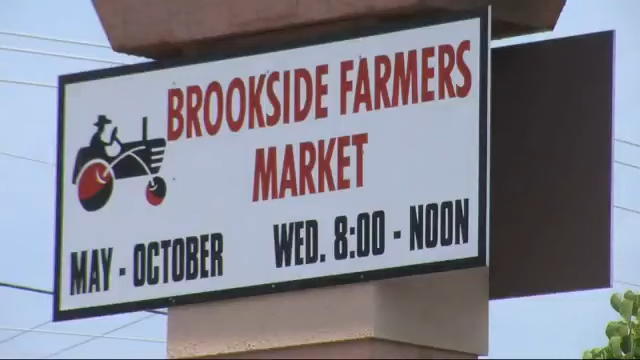 BROOKSIDE FARMERS
MARKET
MAY - OCTOBER WED. 8:00 - NOON